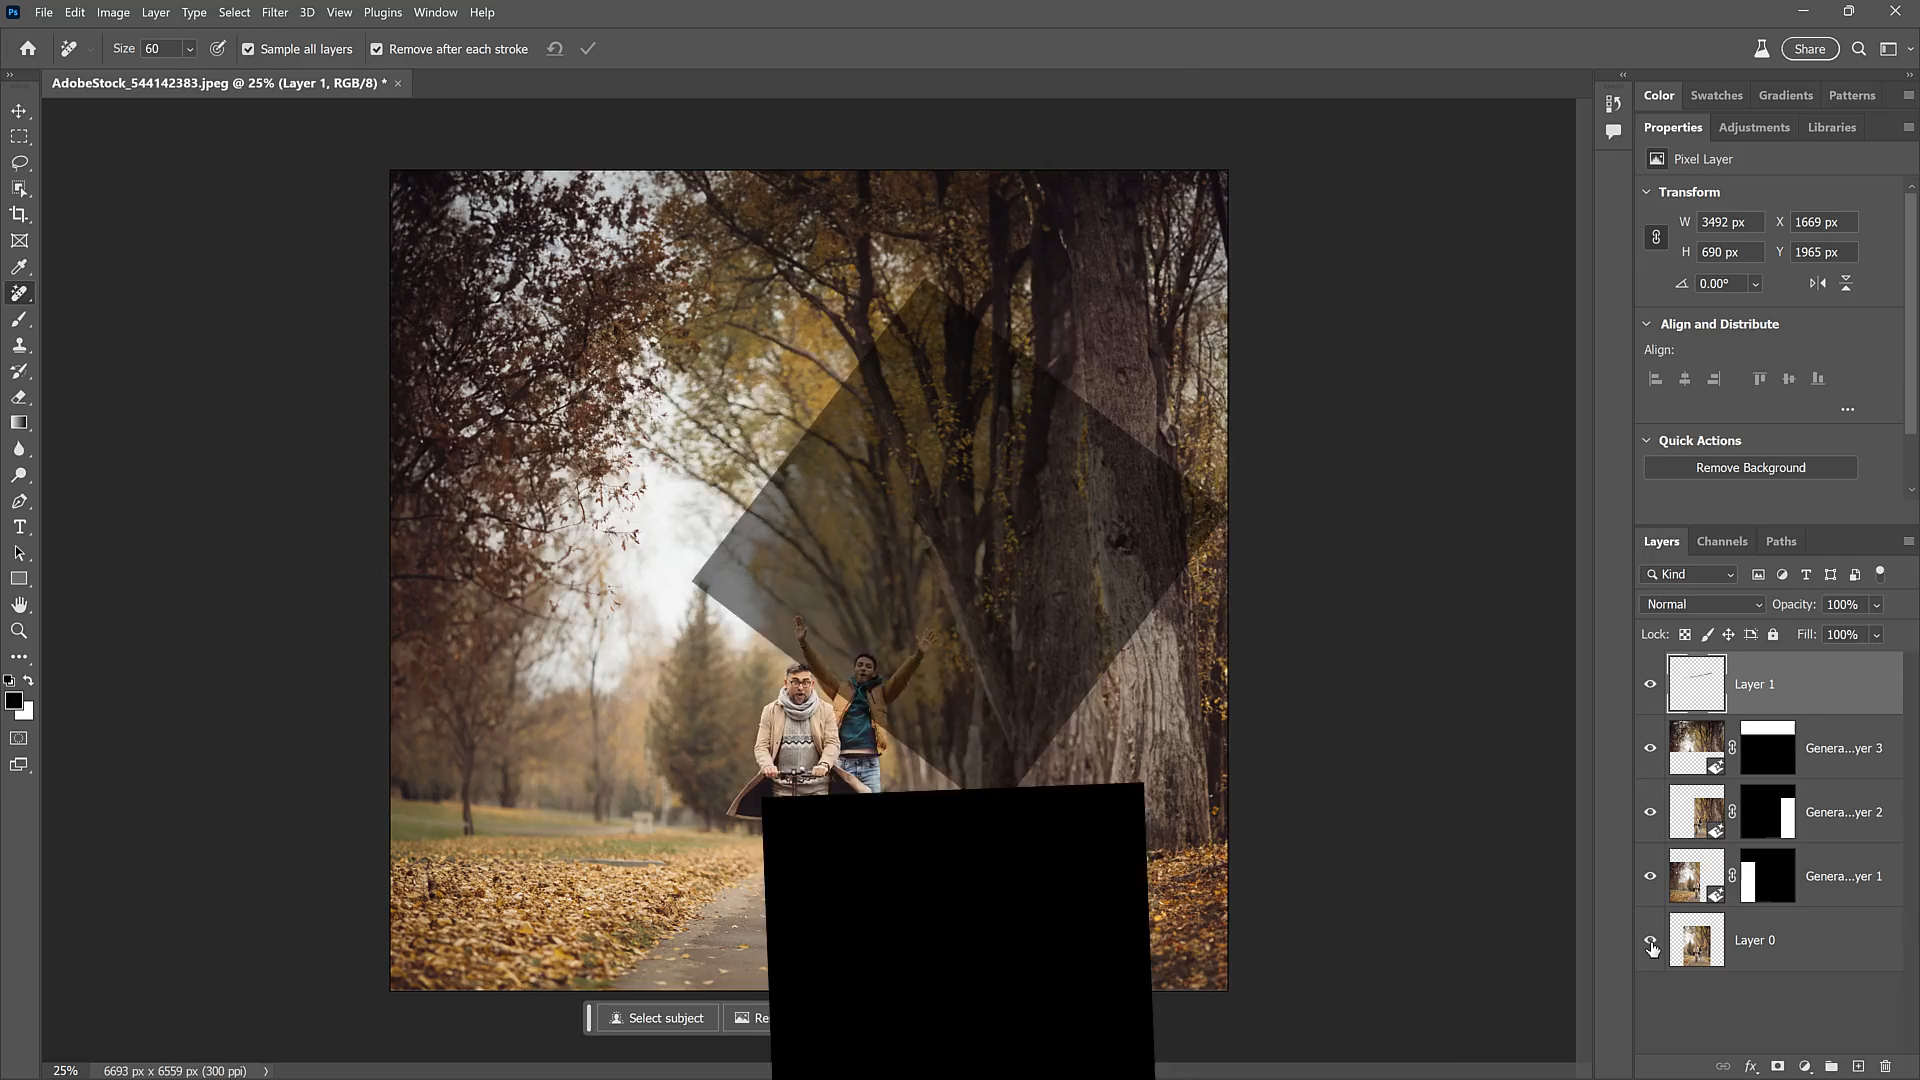 Ps File Edit Image Layer Type Select Filter 3D View Plugins Window Help
Size 60 Sample all layers Remove after each stroke Share
AdobeStock_544142383.jpeg @ 25% (Layer 1, RGB/8) *
Color Swatches Gradients Patterns
Properties Adjustments Libraries
Pixel Layer
Transform
W 3492 px X 1669 px
H 690 px Y 1965 px
0.00°
Align and Distribute
Align:
Quick Actions
Remove Background
Layers Channels Paths
Kind
Normal Opacity: 100%
Lock: Fill: 100%
Layer 1
Genera...yer 3
Genera...yer 2
Genera...yer 1
Layer 0
Select subject
25% 6693 px x 6559 px (300 ppi)